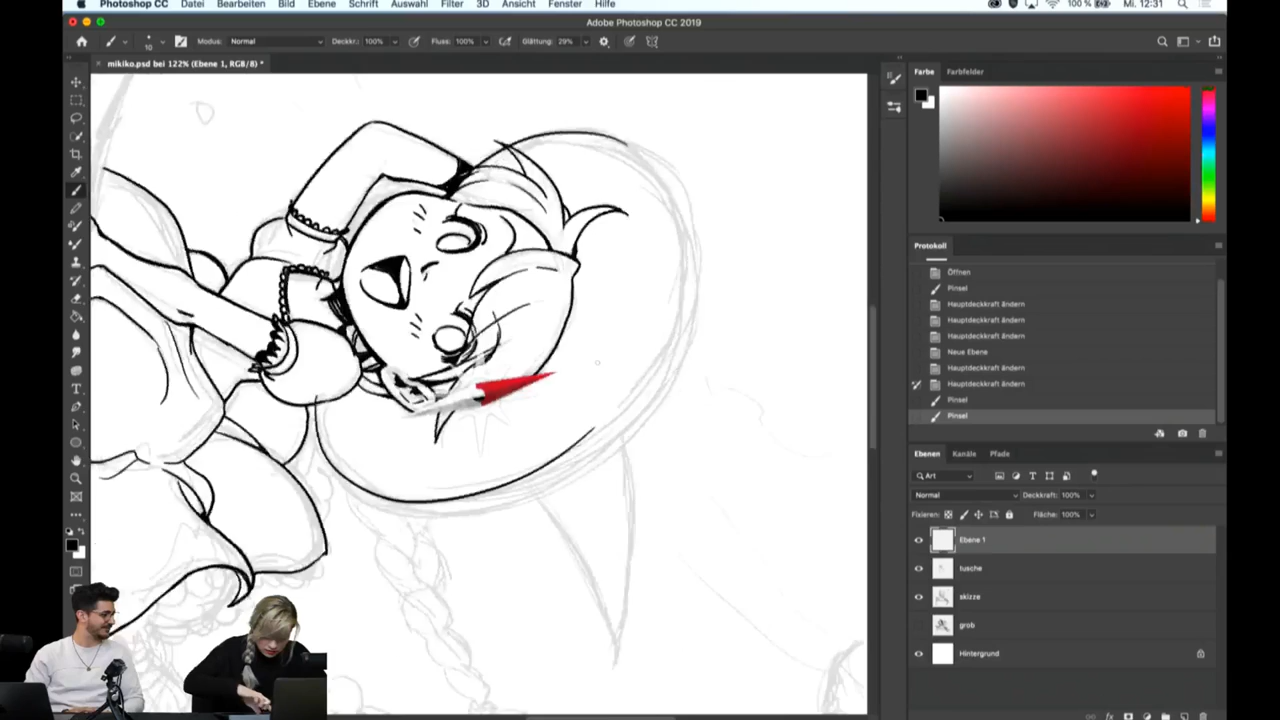 Photoshop CC Datei Bearbeiten Bild Ebene Schrift Auswahl Filter 3D Ansicht Fenster Hilfe 100 % Mi. 12:31
Adobe Photoshop CC 2019
10 Modus: Normal Deckkr.: 100% Fluss: 100% Glättung: 29%
mikiko.psd bei 122% (Ebene 1, RGB/8) *
Farbe Farbfelder
Protokoll
Öffnen
Pinsel
Hauptdeckkraft ändern
Hauptdeckkraft ändern
Hauptdeckkraft ändern
Neue Ebene
Hauptdeckkraft ändern
Hauptdeckkraft ändern
Pinsel
Pinsel
Ebenen Kanäle Pfade
Art
Normal Deckkraft: 100%
Fixieren: Fläche: 100%
Ebene 1
tusche
skizze
grob
Hintergrund
fx